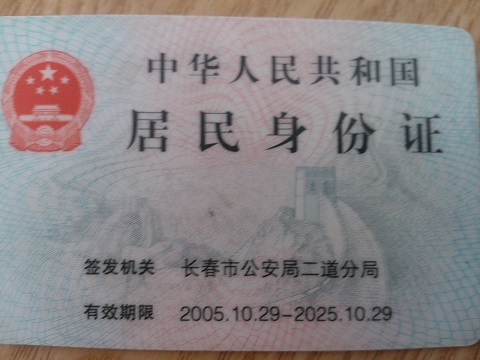 中华人民共和国
居民身份证
签发机关 长春市公安局二道分局
有效期限 2005.10.29-2025.10.29